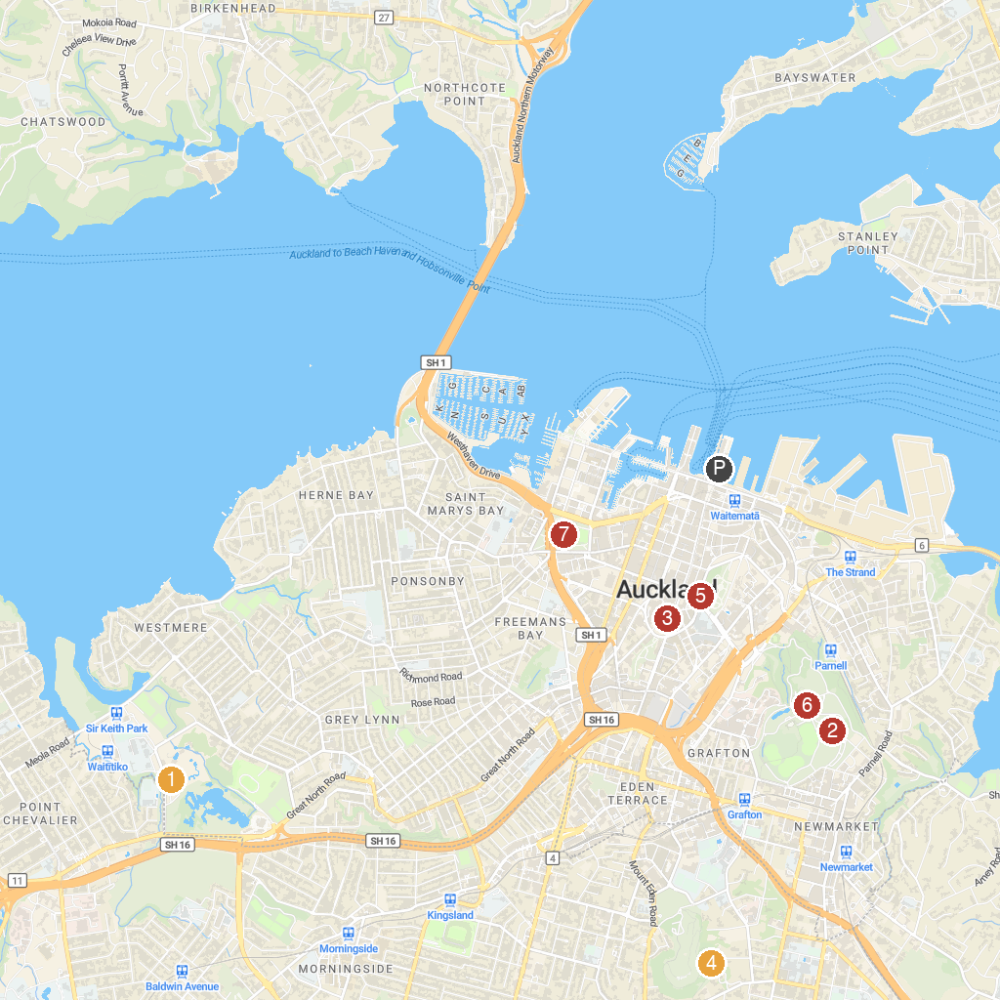 BIRKENHEAD
27
Mokoia Road
Chelsea View Drive
Porritt Avenue
CHATSWOOD
NORTHCOTE
POINT
Auckland Northern Motorway
BAYSWATER
B
E
G
STANLEY
POINT
Auckland to Beach Haven and Hobsonville Point
SH 1
G
C
A
AB
K
N
S
U
X
Y
Westhaven Drive
P
Waitematā
HERNE BAY
SAINT
MARYS BAY
7
6
The Strand
PONSONBY
Auckland
5
3
WESTMERE
FREEMANS
BAY
SH 1
Parnell
Richmond Road
Rose Road
6
2
Sir Keith Park
GREY LYNN
SH 16
Meola Road
Waitītiko
1
Great North Road
Great North Road
GRAFTON
Parnell Road
POINT
CHEVALIER
EDEN
TERRACE
Grafton
Sh
NEWMARKET
SH 16
SH 16
4
Newmarket
Arney Road
11
Mount Eden Road
Kingsland
Morningside
MORNINGSIDE
4
Baldwin Avenue